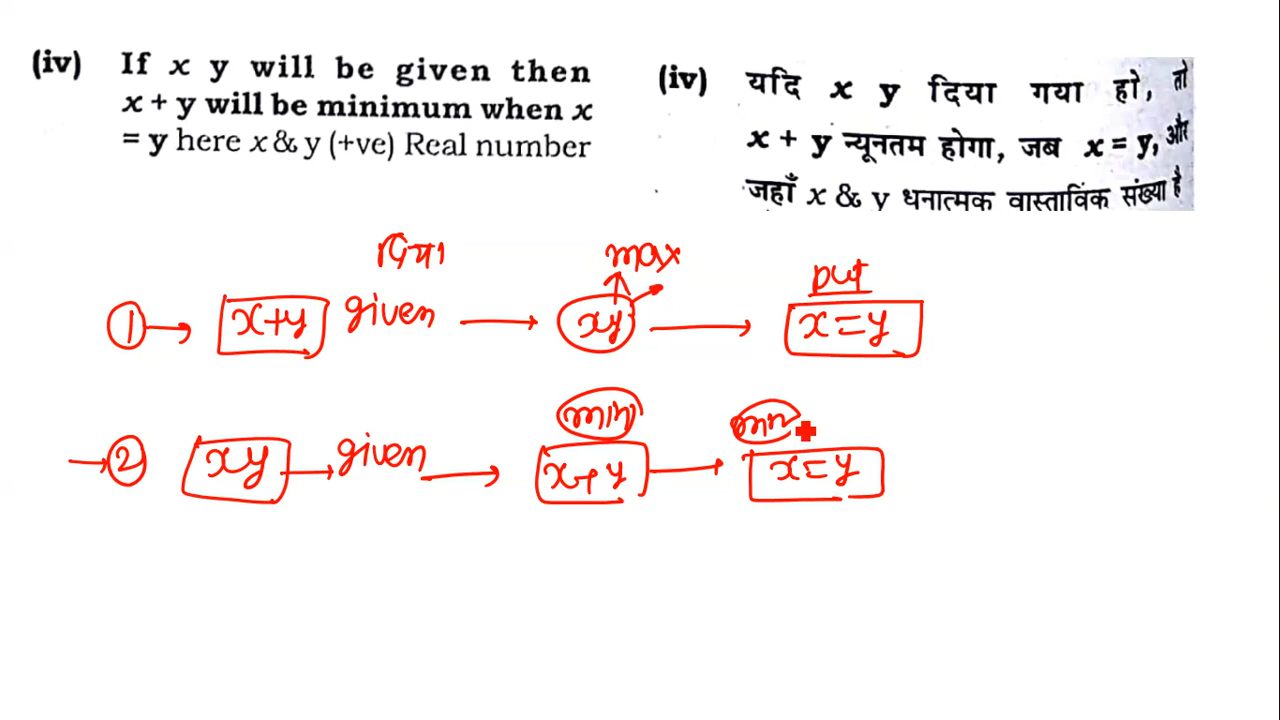 (iv) If x y will be given then
x + y will be minimum when x
= y here x & y (+ve) Real number
(iv) यदि x y दिया गया हो, तो
x + y न्यूनतम होगा, जब x = y, और
जहाँ x & y धनात्मक वास्ताविक संख्या है
दिया max put
① → x+y given → xy → x=y
min min
→ ② xy → given → x+y → x=y